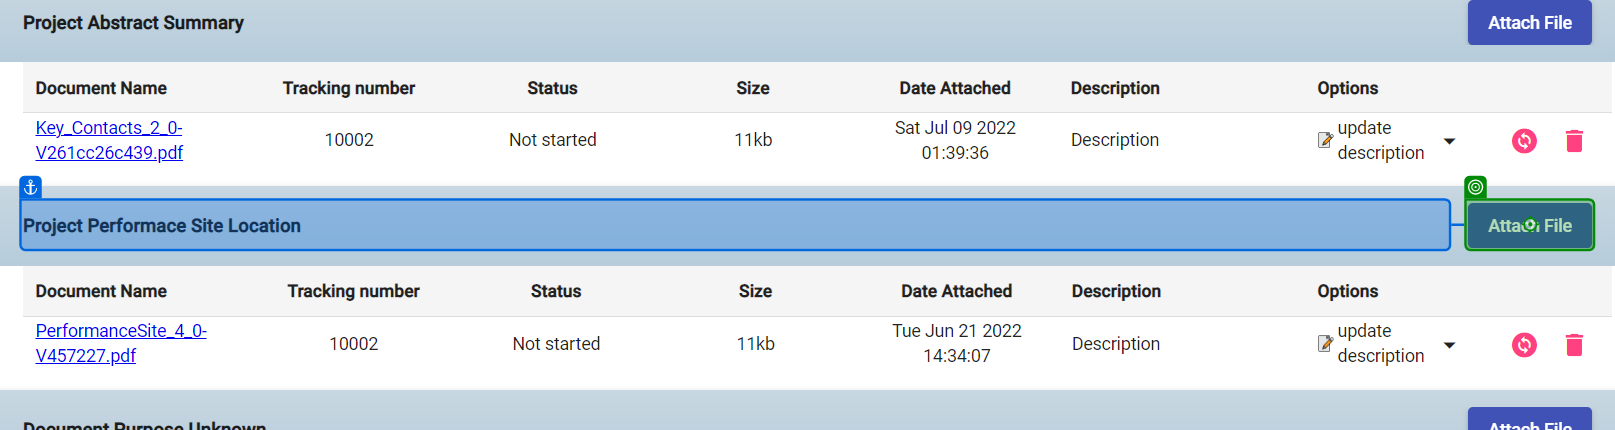 Project Abstract Summary Attach File
Document Name Tracking number Status Size Date Attached Description Options
Key_Contacts_2_0-
V261cc26c439.pdf
10002 Not started 11kb
Sat Jul 09 2022
01:39:36
Description
update
description
Project Performace Site Location Attach File
Document Name Tracking number Status Size Date Attached Description Options
PerformanceSite_4_0-
V457227.pdf
10002 Not started 11kb
Tue Jun 21 2022
14:34:07
Description
update
description
Document Purpose Unknown Attach File